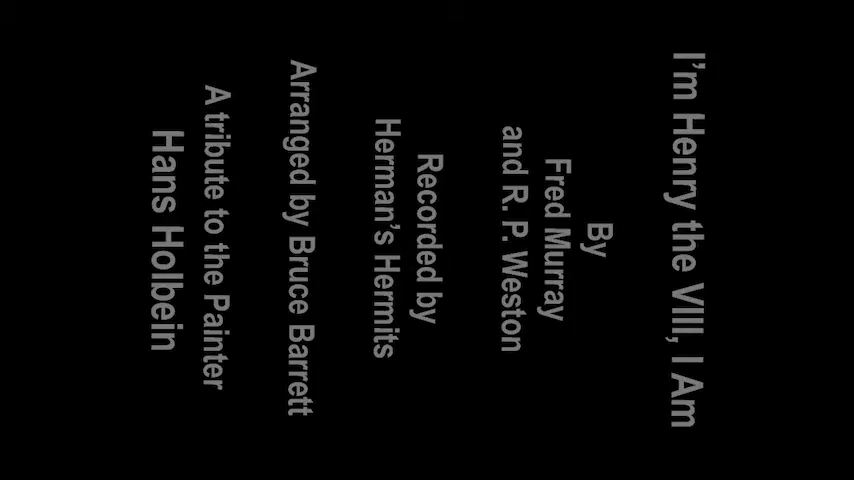 I’m Henry the VIII, I Am
By
Fred Murray
and R. P. Weston
Recorded by
Herman’s Hermits
Arranged by Bruce Barrett
A tribute to the Painter
Hans Holbein